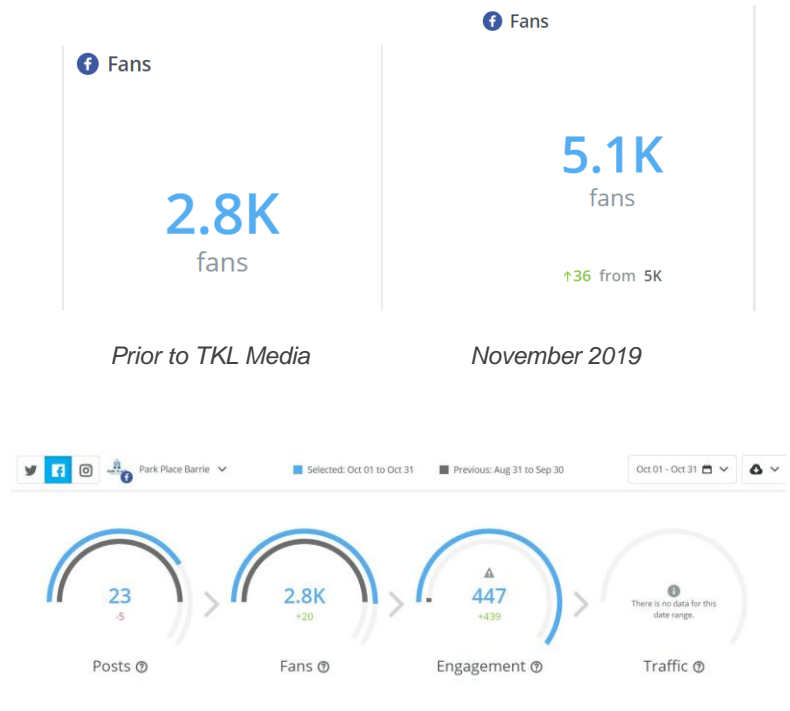 Fans
Fans
2.8K
fans
5.1K
fans
↑36 from 5K
Prior to TKL Media
November 2019
Park Place Barrie
Selected: Oct 01 to Oct 31
Previous: Aug 31 to Sep 30
Oct 01 - Oct 31
23
-5
Posts
2.8K
+20
Fans
447
+439
Engagement
There is no data for this
date range.
Traffic